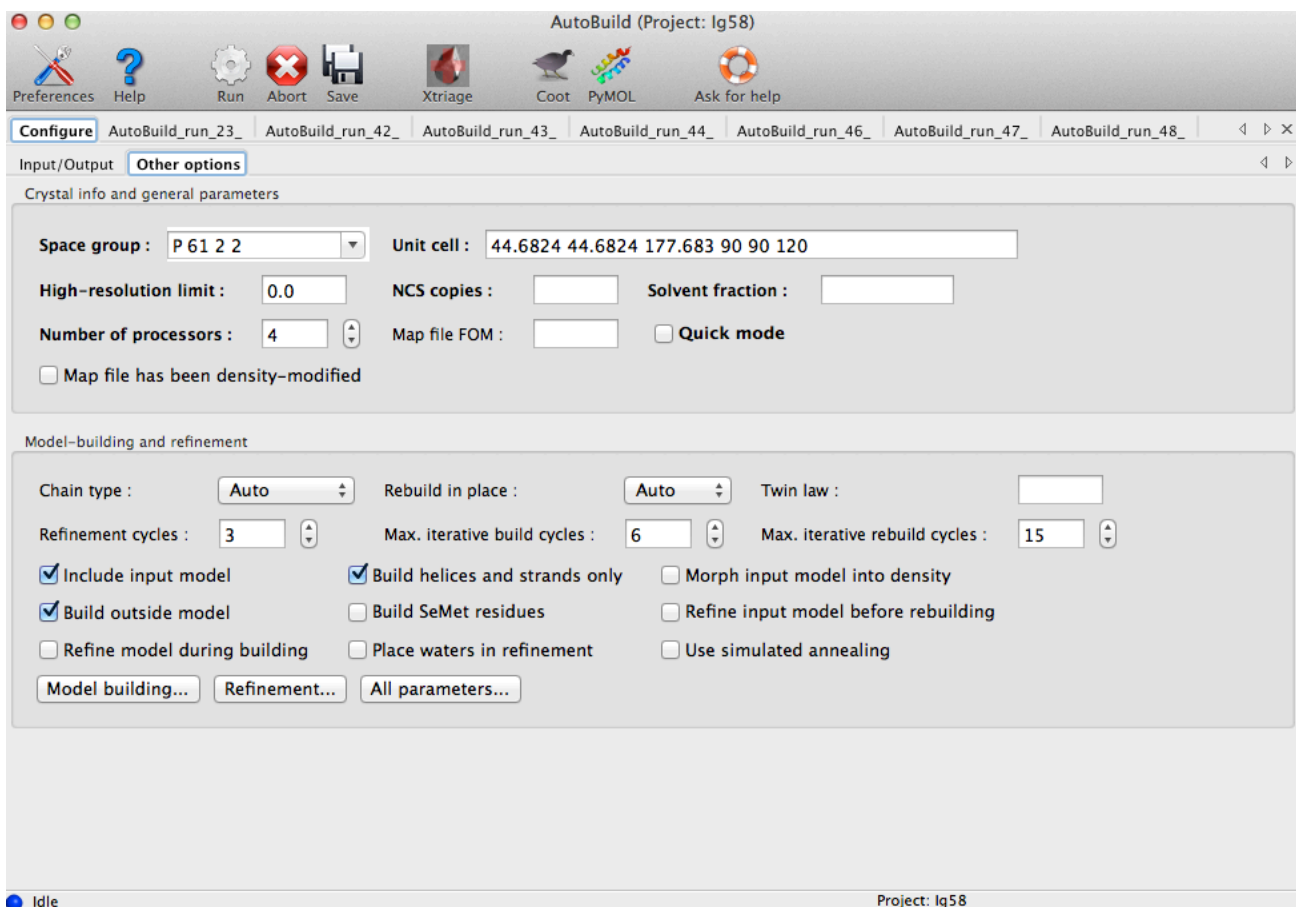 AutoBuild (Project: Ig58)
Preferences Help Run Abort Save Xtriage Coot PyMOL Ask for help
Configure AutoBuild_run_23_ AutoBuild_run_42_ AutoBuild_run_43_ AutoBuild_run_44_ AutoBuild_run_46_ AutoBuild_run_47_ AutoBuild_run_48_
Input/Output Other options
Crystal info and general parameters
Space group : P 61 2 2 Unit cell : 44.6824 44.6824 177.683 90 90 120
High-resolution limit : 0.0 NCS copies : Solvent fraction :
Number of processors : 4 Map file FOM : Quick mode
Map file has been density-modified
Model-building and refinement
Chain type : Auto Rebuild in place : Auto Twin law :
Refinement cycles : 3 Max. iterative build cycles : 6 Max. iterative rebuild cycles : 15
Include input model Build helices and strands only Morph input model into density
Build outside model Build SeMet residues Refine input model before rebuilding
Refine model during building Place waters in refinement Use simulated annealing
Model building... Refinement... All parameters...
Idle Project: Ig58